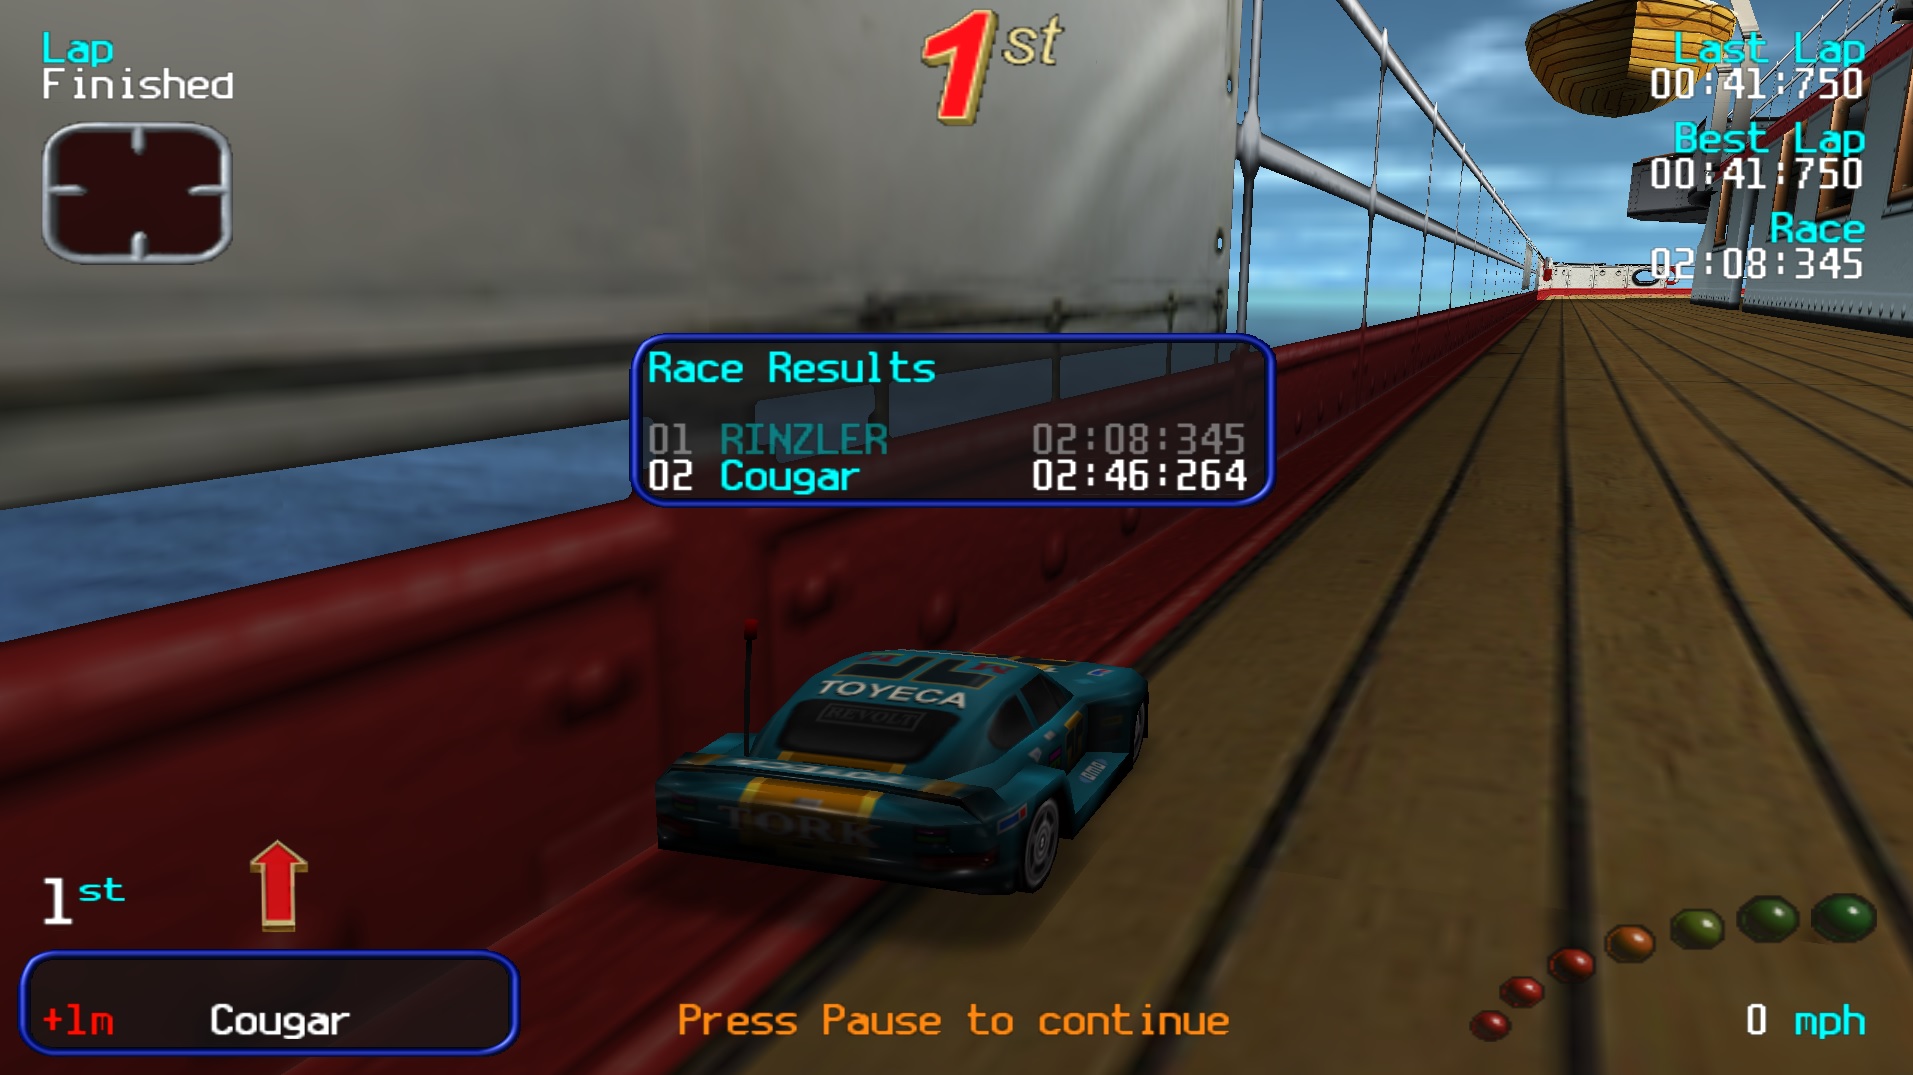 Lap
Finished
1st
Last Lap
00:41:750
Best Lap
00:41:750
Race
02:08:345
Race Results
01 RINZLER 02:08:345
02 Cougar 02:46:264
TOYECA
REVOLT
TORK
1st
+1m Cougar
Press Pause to continue
0 mph